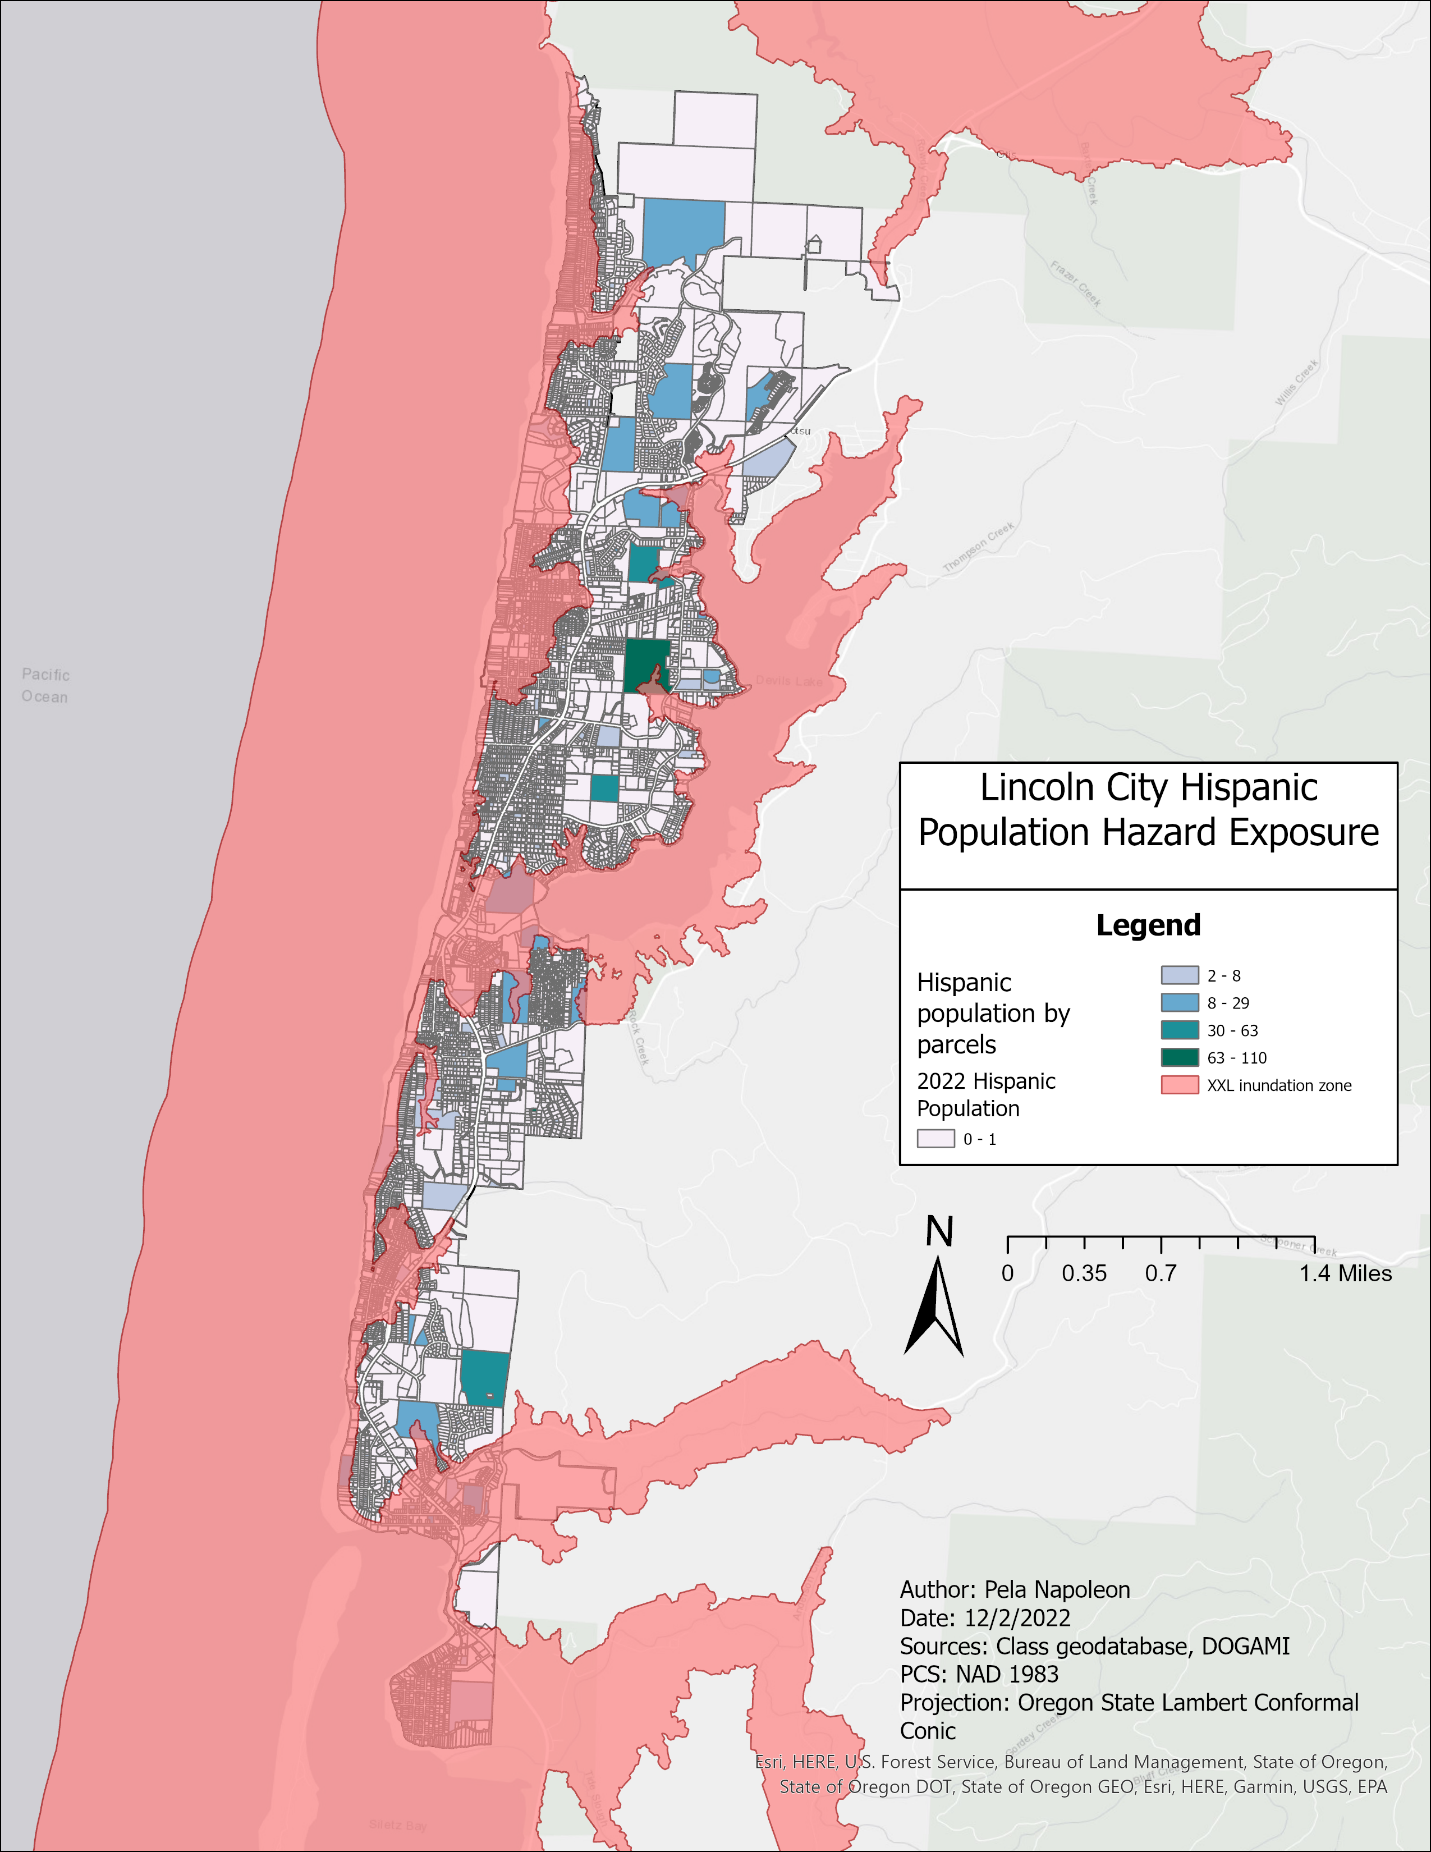 Otis
Frazer Creek
Willis Creek
otsu
Thompson Creek
Pacific
Ocean
Devils Lake
Lincoln City Hispanic
Population Hazard Exposure
Legend
Hispanic
population by
parcels
2022 Hispanic
Population
0 - 1
2 - 8
8 - 29
30 - 63
63 - 110
XXL inundation zone
Rock Creek
N
Schooner Creek
0 0.35 0.7 1.4 Miles
Author: Pela Napoleon
Date: 12/2/2022
Sources: Class geodatabase, DOGAMI
PCS: NAD 1983
Projection: Oregon State Lambert Conformal
Conic
Esri, HERE, U.S. Forest Service, Bureau of Land Management, State of Oregon,
State of Oregon DOT, State of Oregon GEO, Esri, HERE, Garmin, USGS, EPA
Siletz Bay